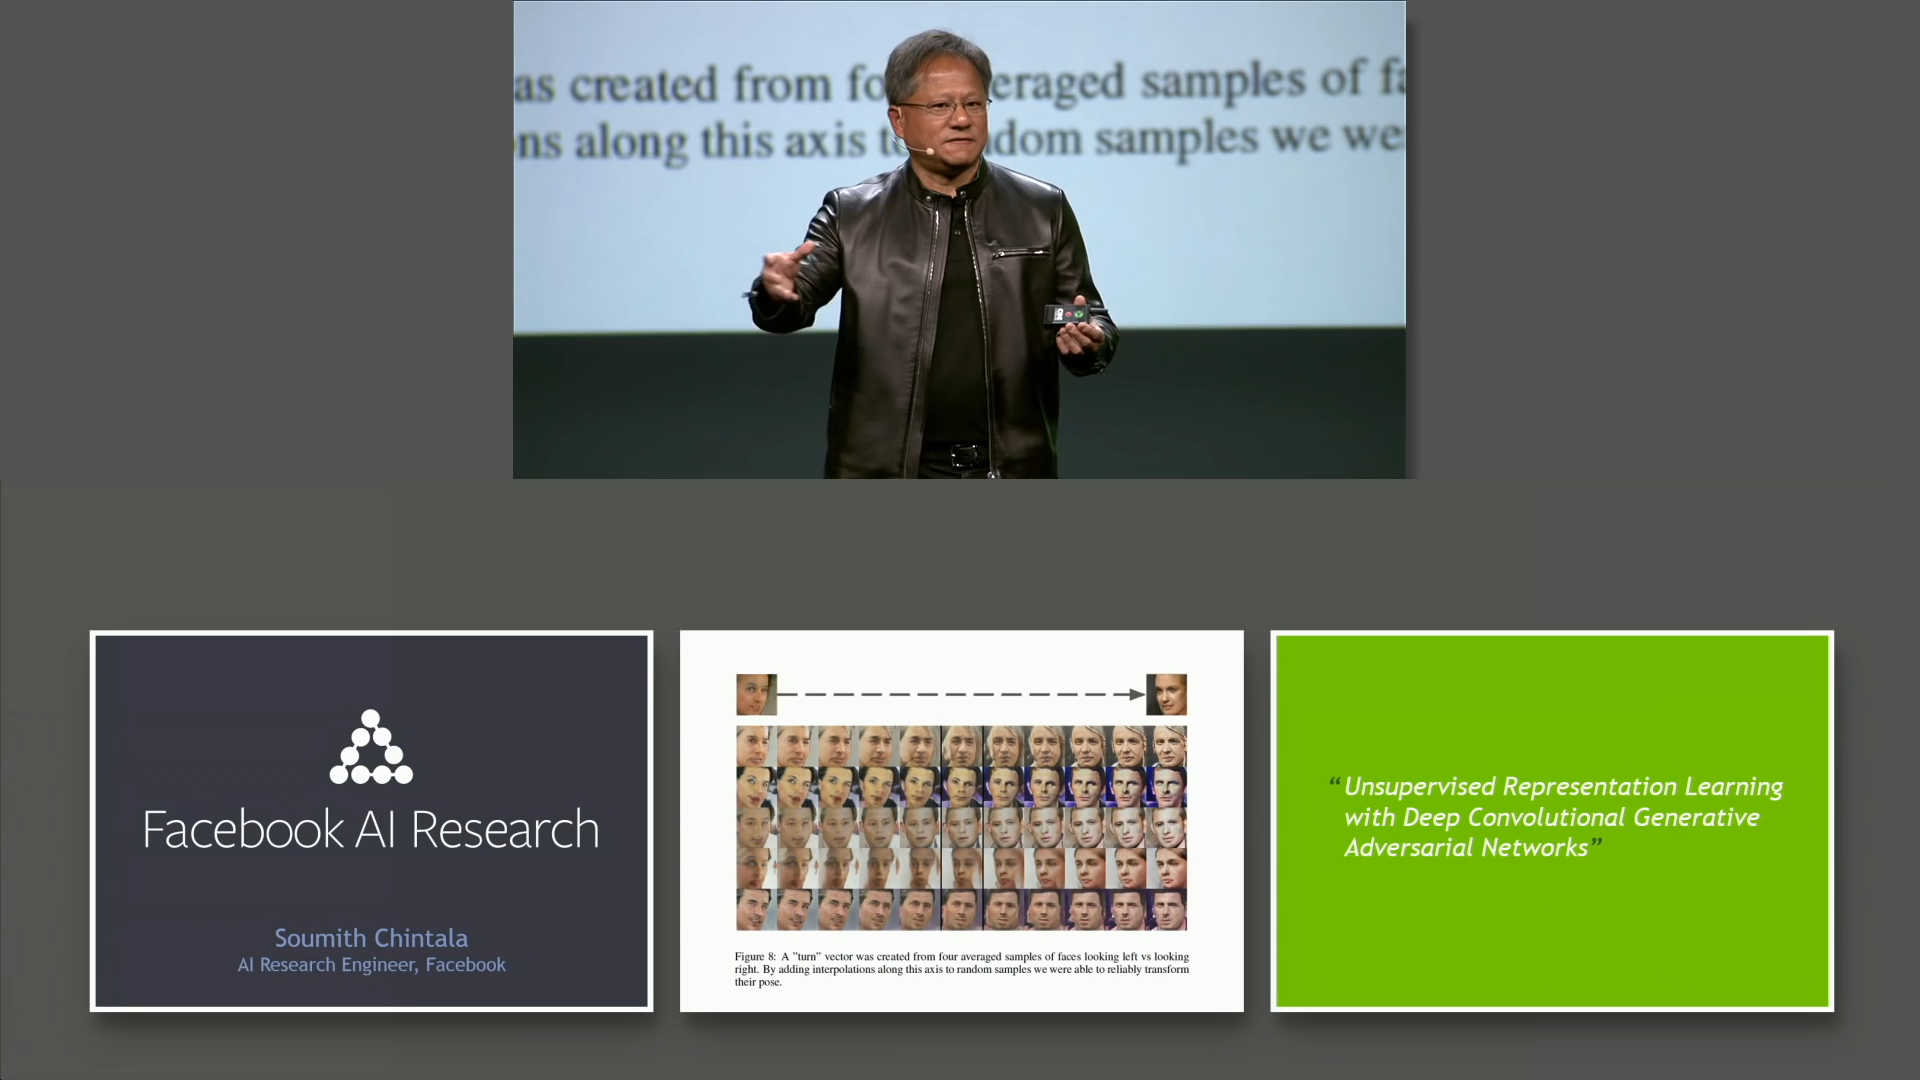 as created from fo eraged samples of fa
ns along this axis t dom samples we we
Facebook AI Research
Soumith Chintala
AI Research Engineer, Facebook
Figure 8: A "turn" vector was created from four averaged samples of faces looking left vs looking
right. By adding interpolations along this axis to random samples we were able to reliably transform
their pose.
“Unsupervised Representation Learning
with Deep Convolutional Generative
Adversarial Networks”